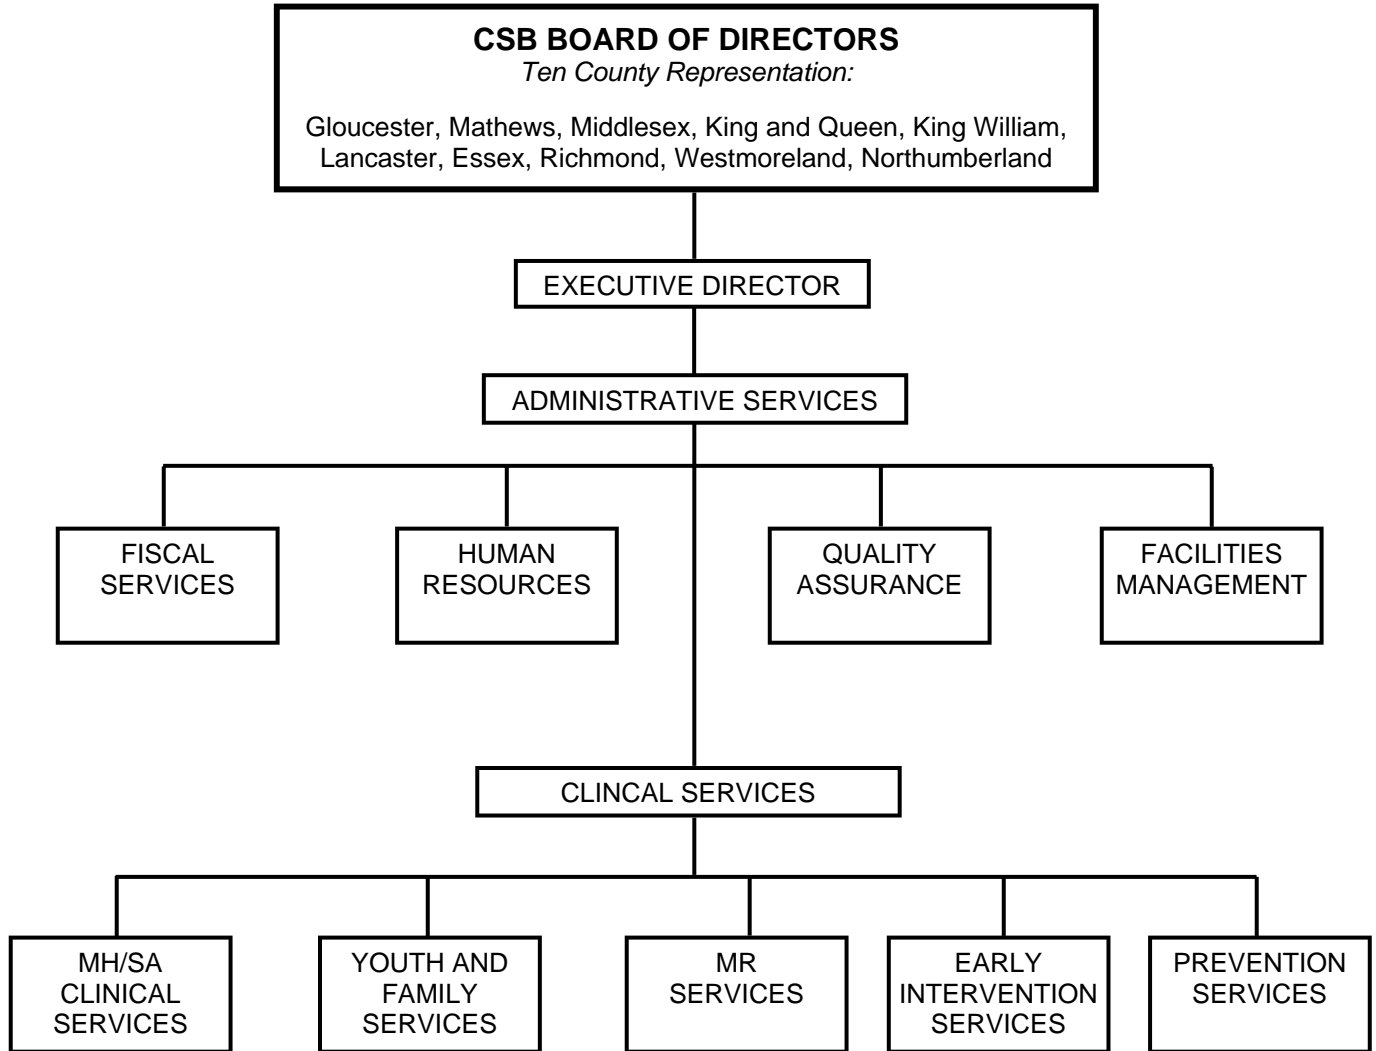 CSB BOARD OF DIRECTORS
Ten County Representation:
Gloucester, Mathews, Middlesex, King and Queen, King William,
Lancaster, Essex, Richmond, Westmoreland, Northumberland
EXECUTIVE DIRECTOR
ADMINISTRATIVE SERVICES
FISCAL
SERVICES
HUMAN
RESOURCES
QUALITY
ASSURANCE
FACILITIES
MANAGEMENT
CLINCAL SERVICES
MH/SA
CLINICAL
SERVICES
YOUTH AND
FAMILY
SERVICES
MR
SERVICES
EARLY
INTERVENTION
SERVICES
PREVENTION
SERVICES